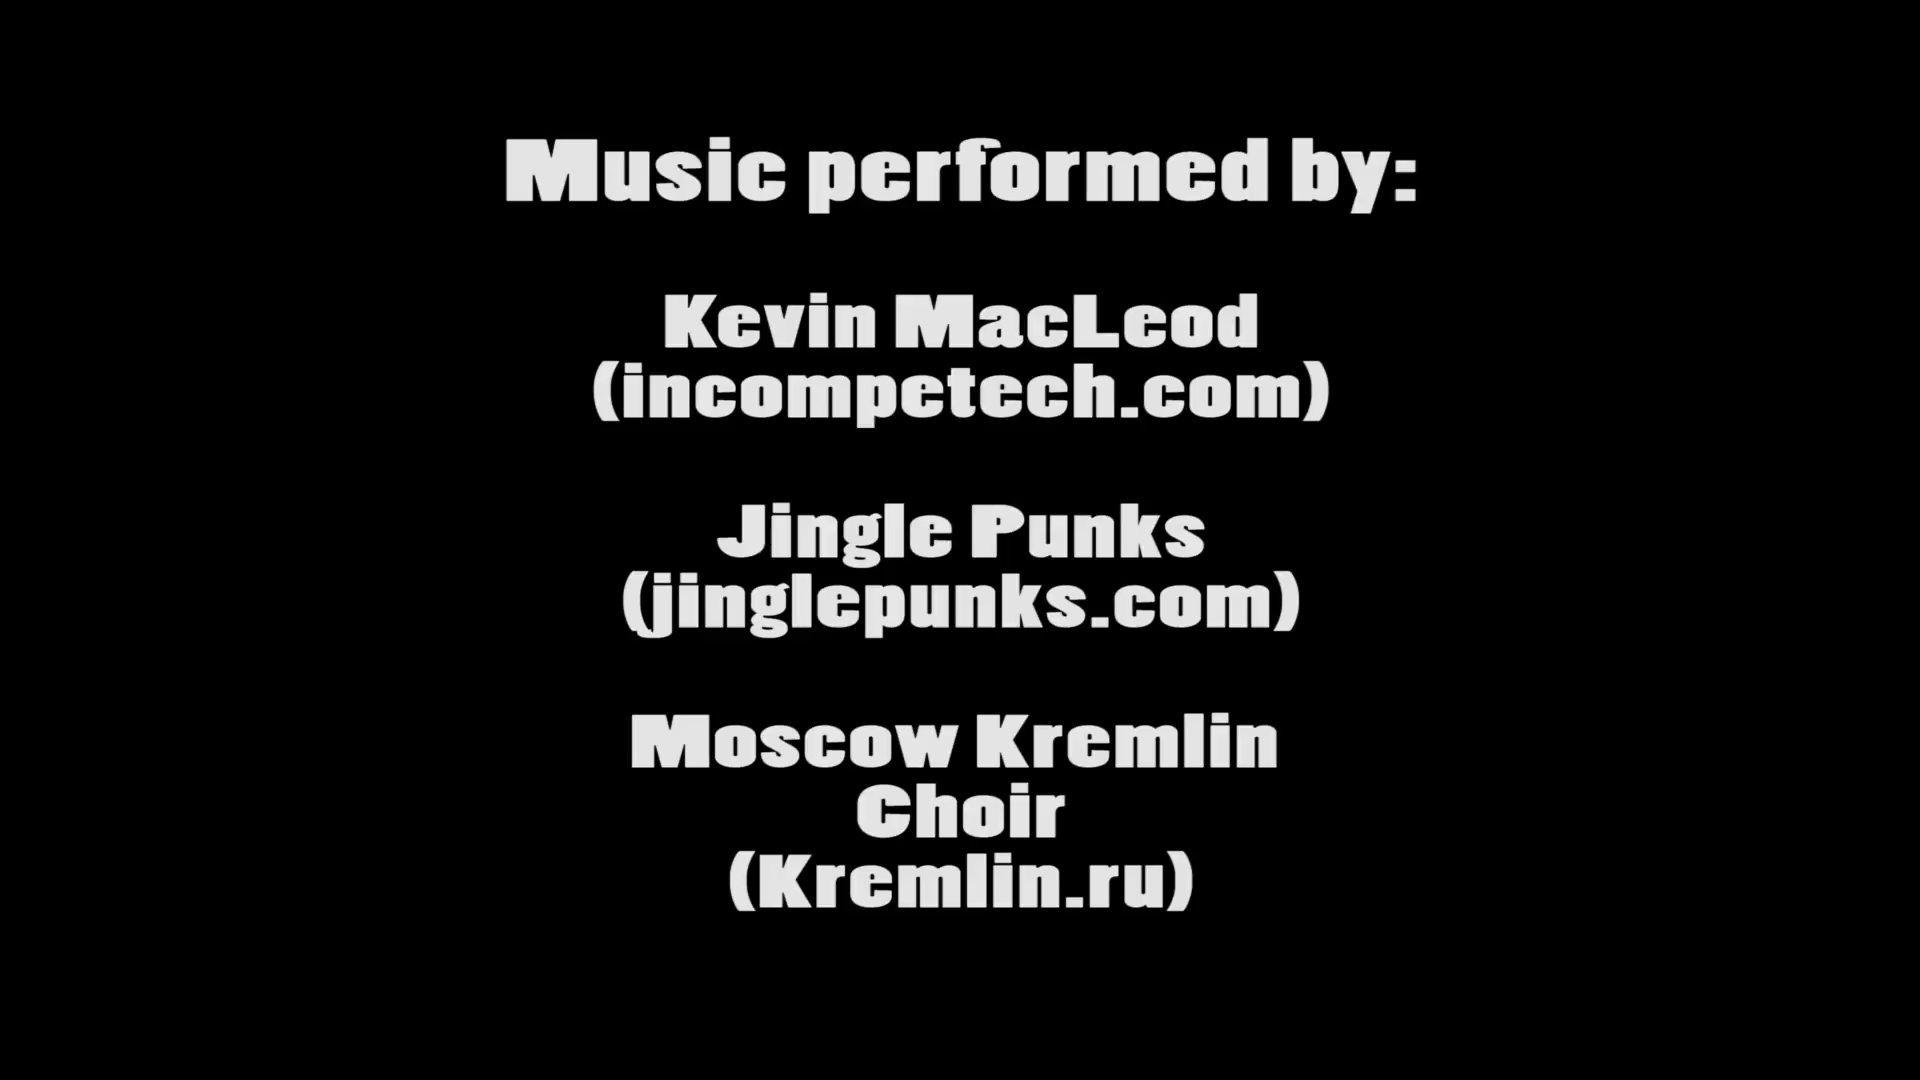 Music performed by:
Kevin MacLeod
(incompetech.com)
Jingle Punks
(jinglepunks.com)
Moscow Kremlin
Choir
(Kremlin.ru)